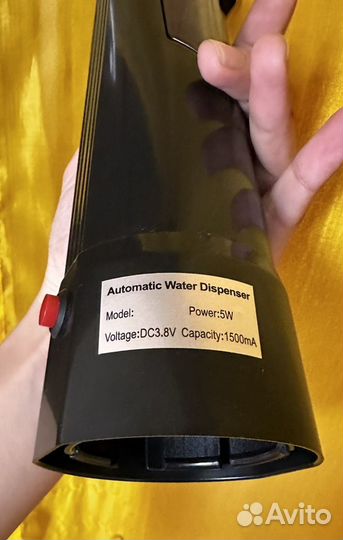 Automatic Water Dispenser
Model: Power:5W
Voltage:DC3.8V Capacity:1500mA
Avito